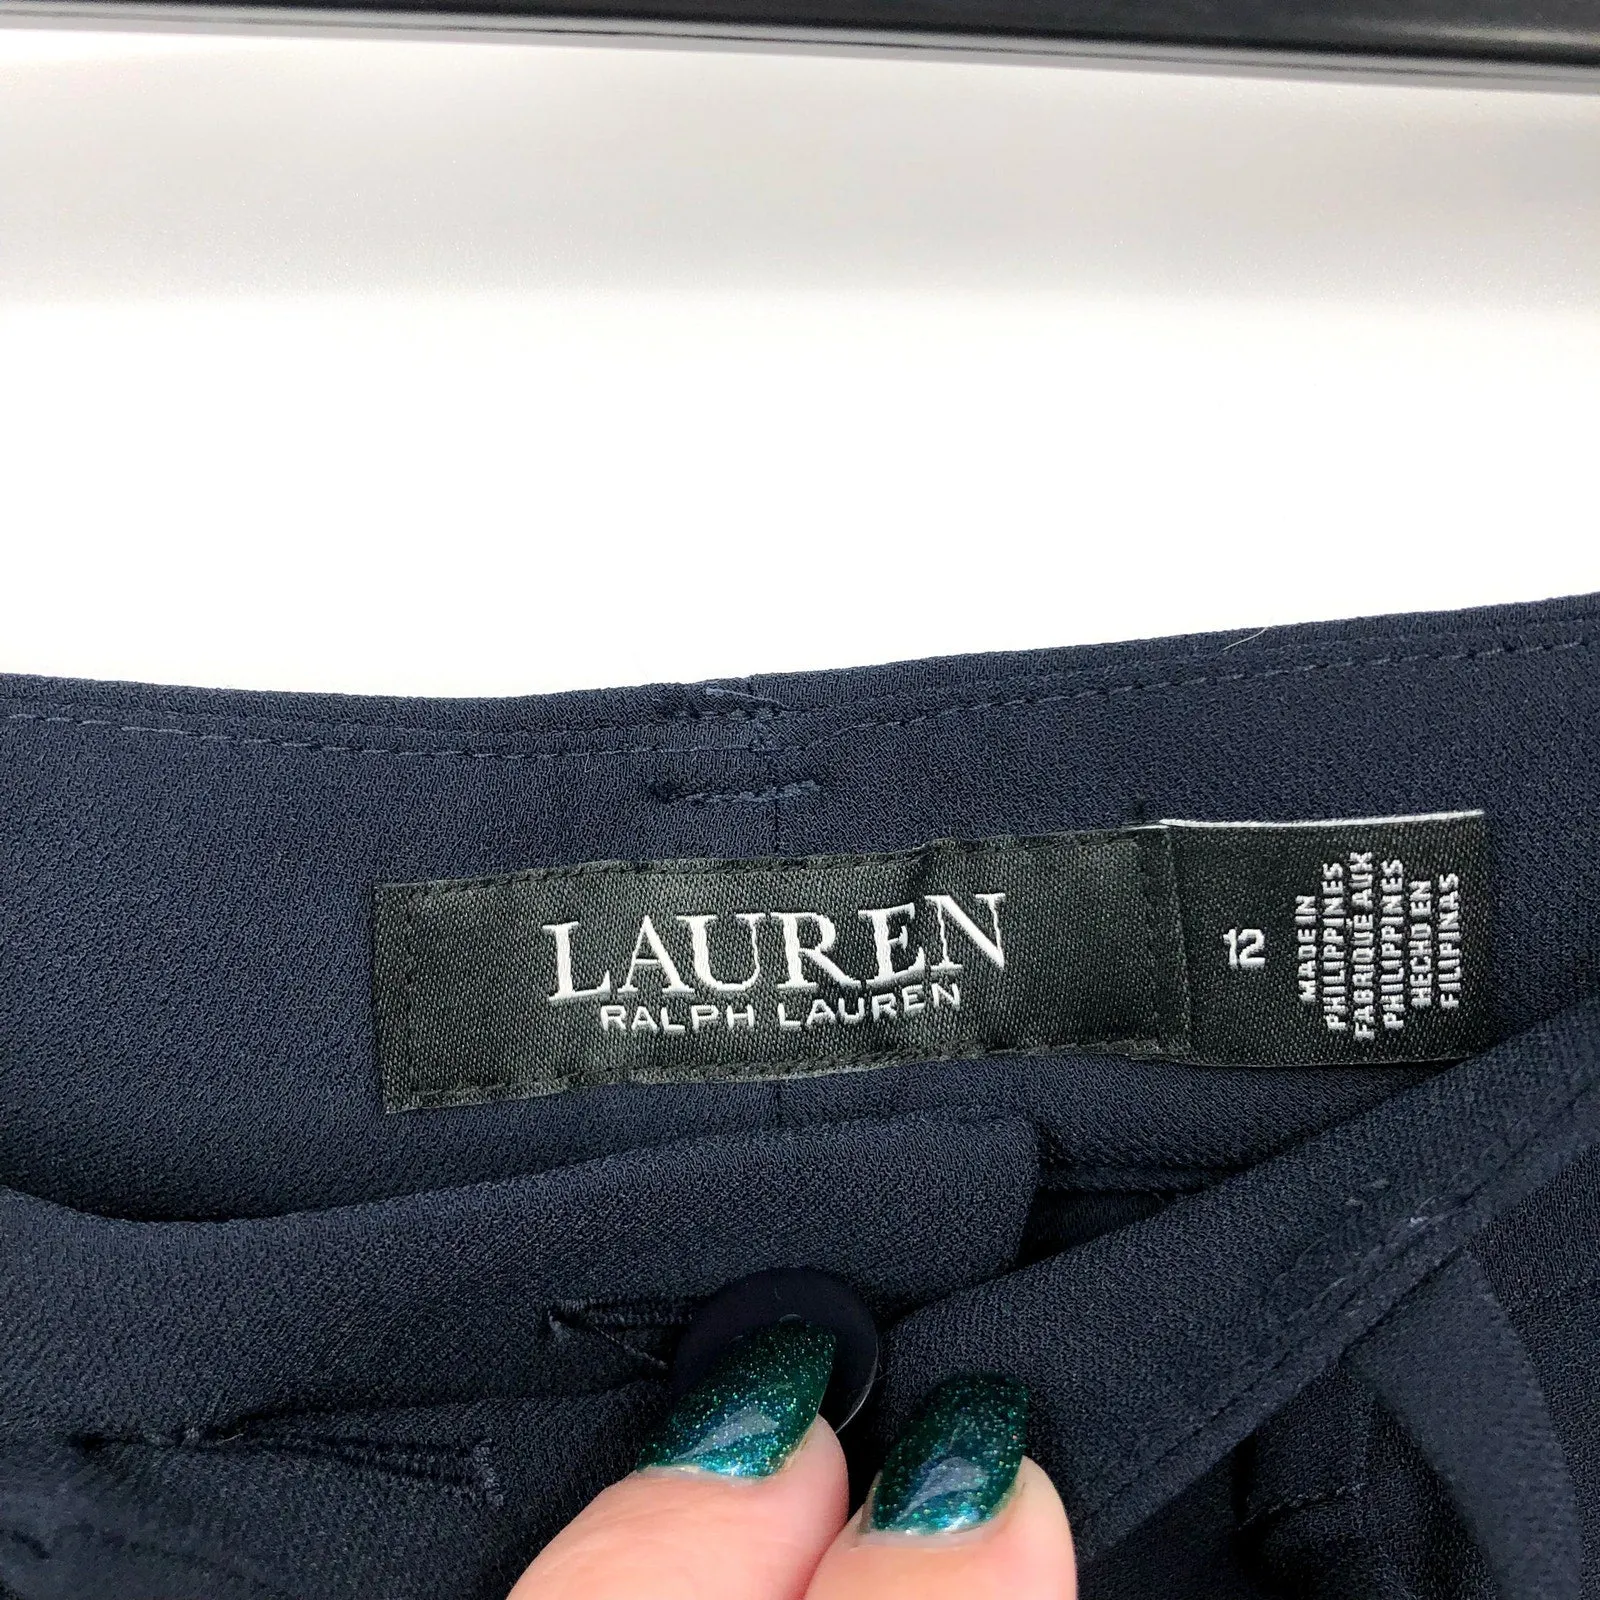 LAUREN
RALPH LAUREN
12
MADE IN
PHILIPPINES
FABRIQUÉ AUX
PHILIPPINES
HECHO EN
FILIPINAS